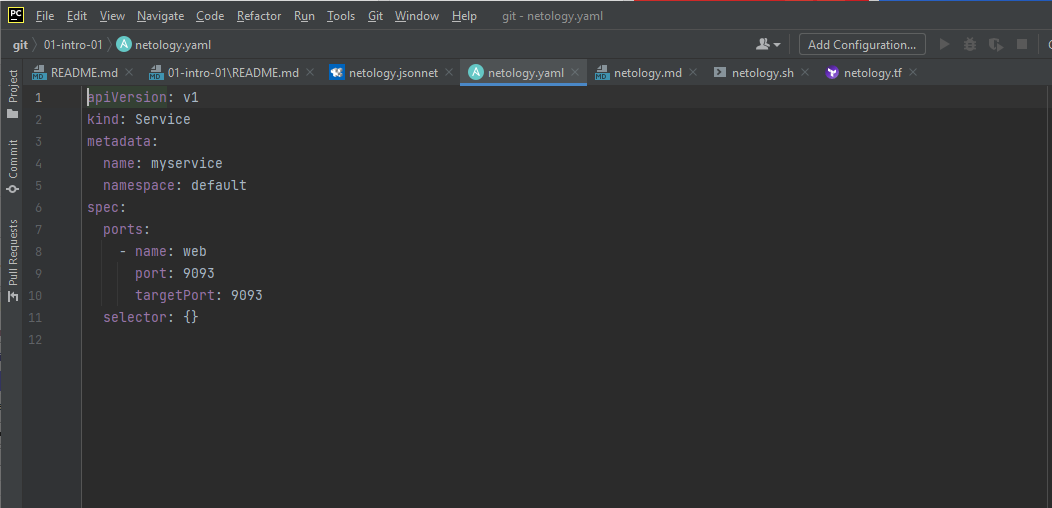 PC File Edit View Navigate Code Refactor Run Tools Git Window Help git - netology.yaml
git 01-intro-01 A netology.yaml Add Configuration...
Project
Commit
Pull Requests
MD README.md MD 01-intro-01\README.md netology.jsonnet A netology.yaml MD netology.md netology.sh netology.tf
1 apiVersion: v1
2 kind: Service
3 metadata:
4   name: myservice
5   namespace: default
6 spec:
7   ports:
8     - name: web
9       port: 9093
10       targetPort: 9093
11   selector: {}
12